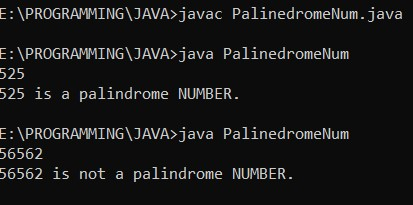 E:\PROGRAMMING\JAVA>javac PalinedromeNum.java
E:\PROGRAMMING\JAVA>java PalinedromeNum
525
525 is a palindrome NUMBER.
E:\PROGRAMMING\JAVA>java PalinedromeNum
56562
56562 is not a palindrome NUMBER.